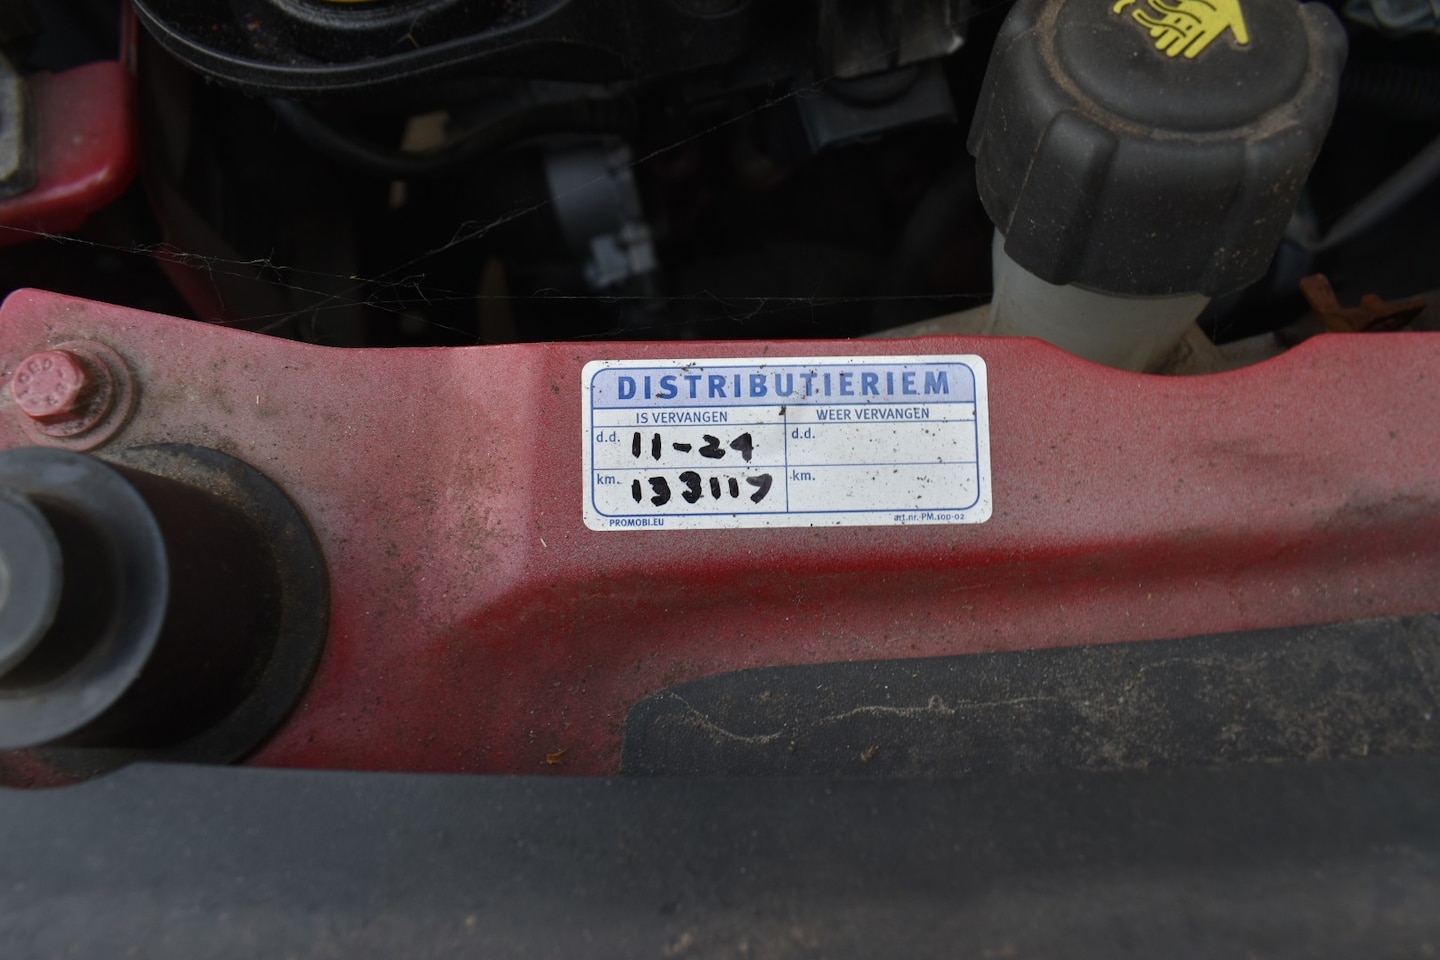 DISTRIBUTIERIEM
IS VERVANGEN WEER VERVANGEN
d.d. 11-24 d.d.
km. 133117 km.
PROMOBI.EU art.nr. PM.100-02